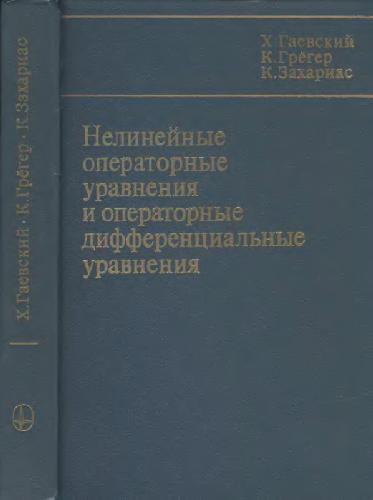 Х. Гаевский · К. Грёгер · К. Захариас
Х. Гаевский
К. Грёгер
К. Захариас
Нелинейные
операторные
уравнения
и операторные
дифференциальные
уравнения